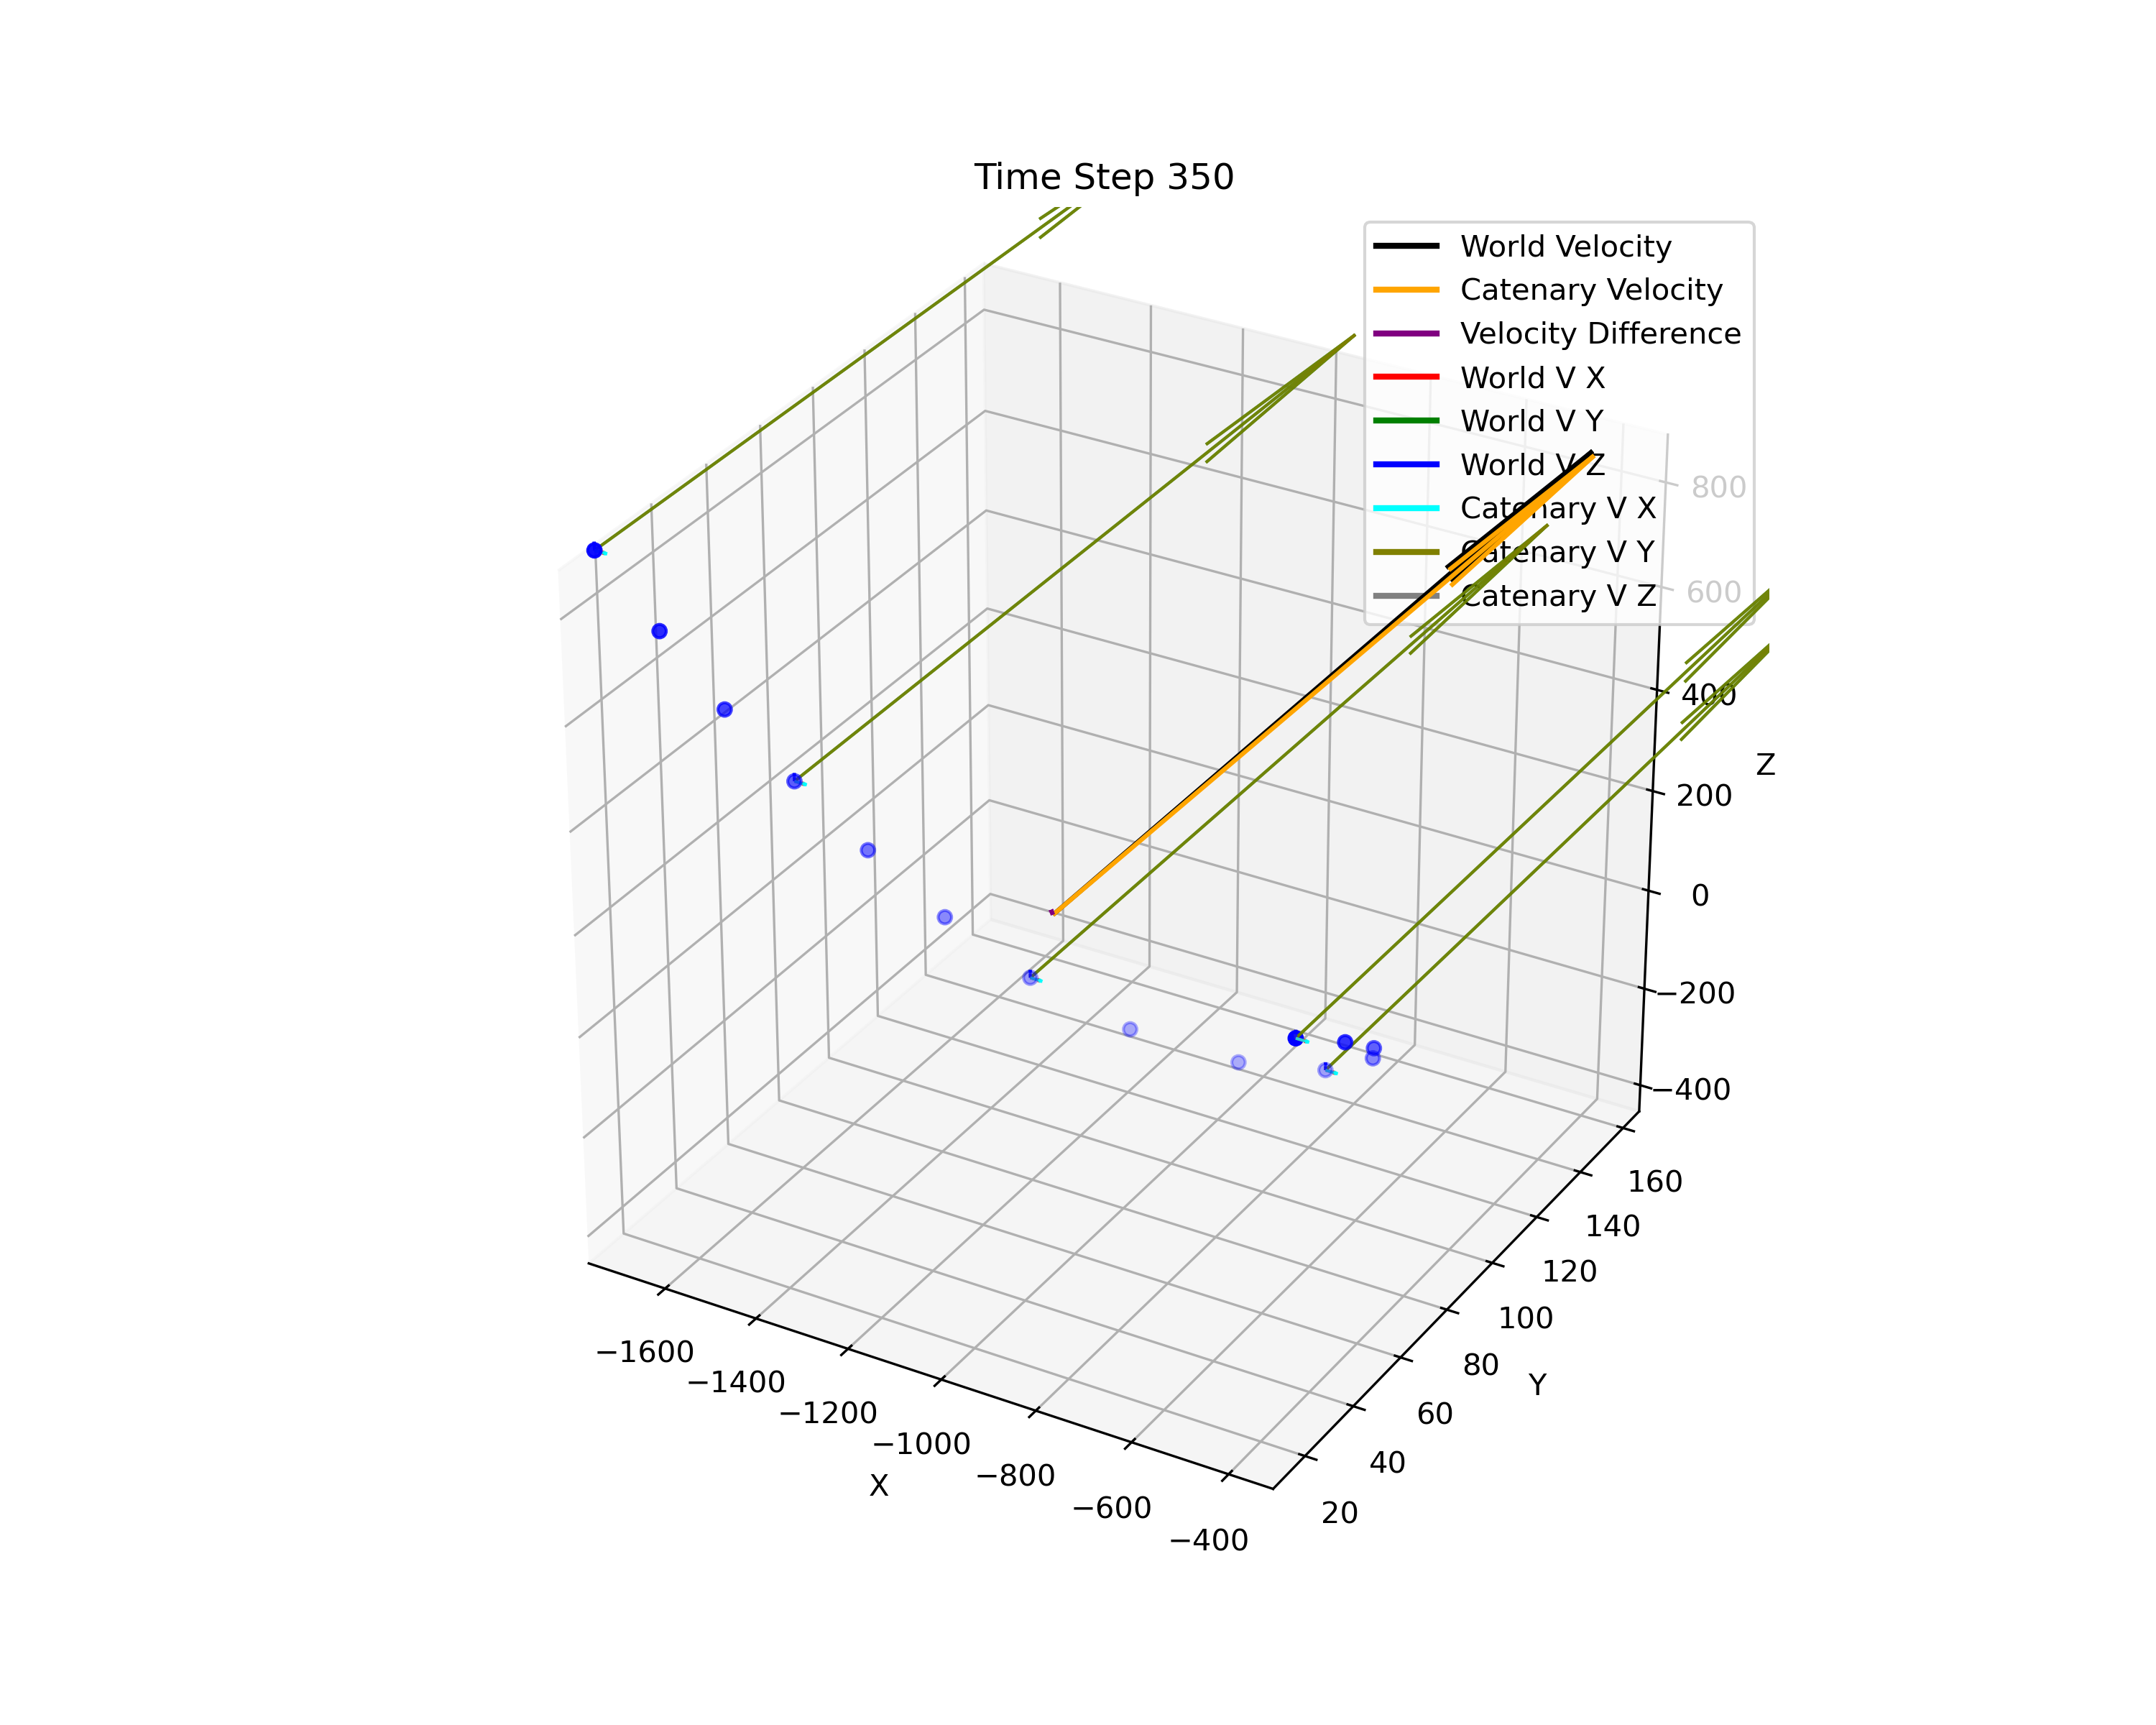 Time Step 350
World Velocity
Catenary Velocity
Velocity Difference
World V X
World V Y
World V Z
Catenary V X
Catenary V Y
Catenary V Z
800
600
400
200
0
−200
−400
Z
160
140
120
100
80
60
40
20
Y
−1600
−1400
−1200
−1000
−800
−600
−400
X